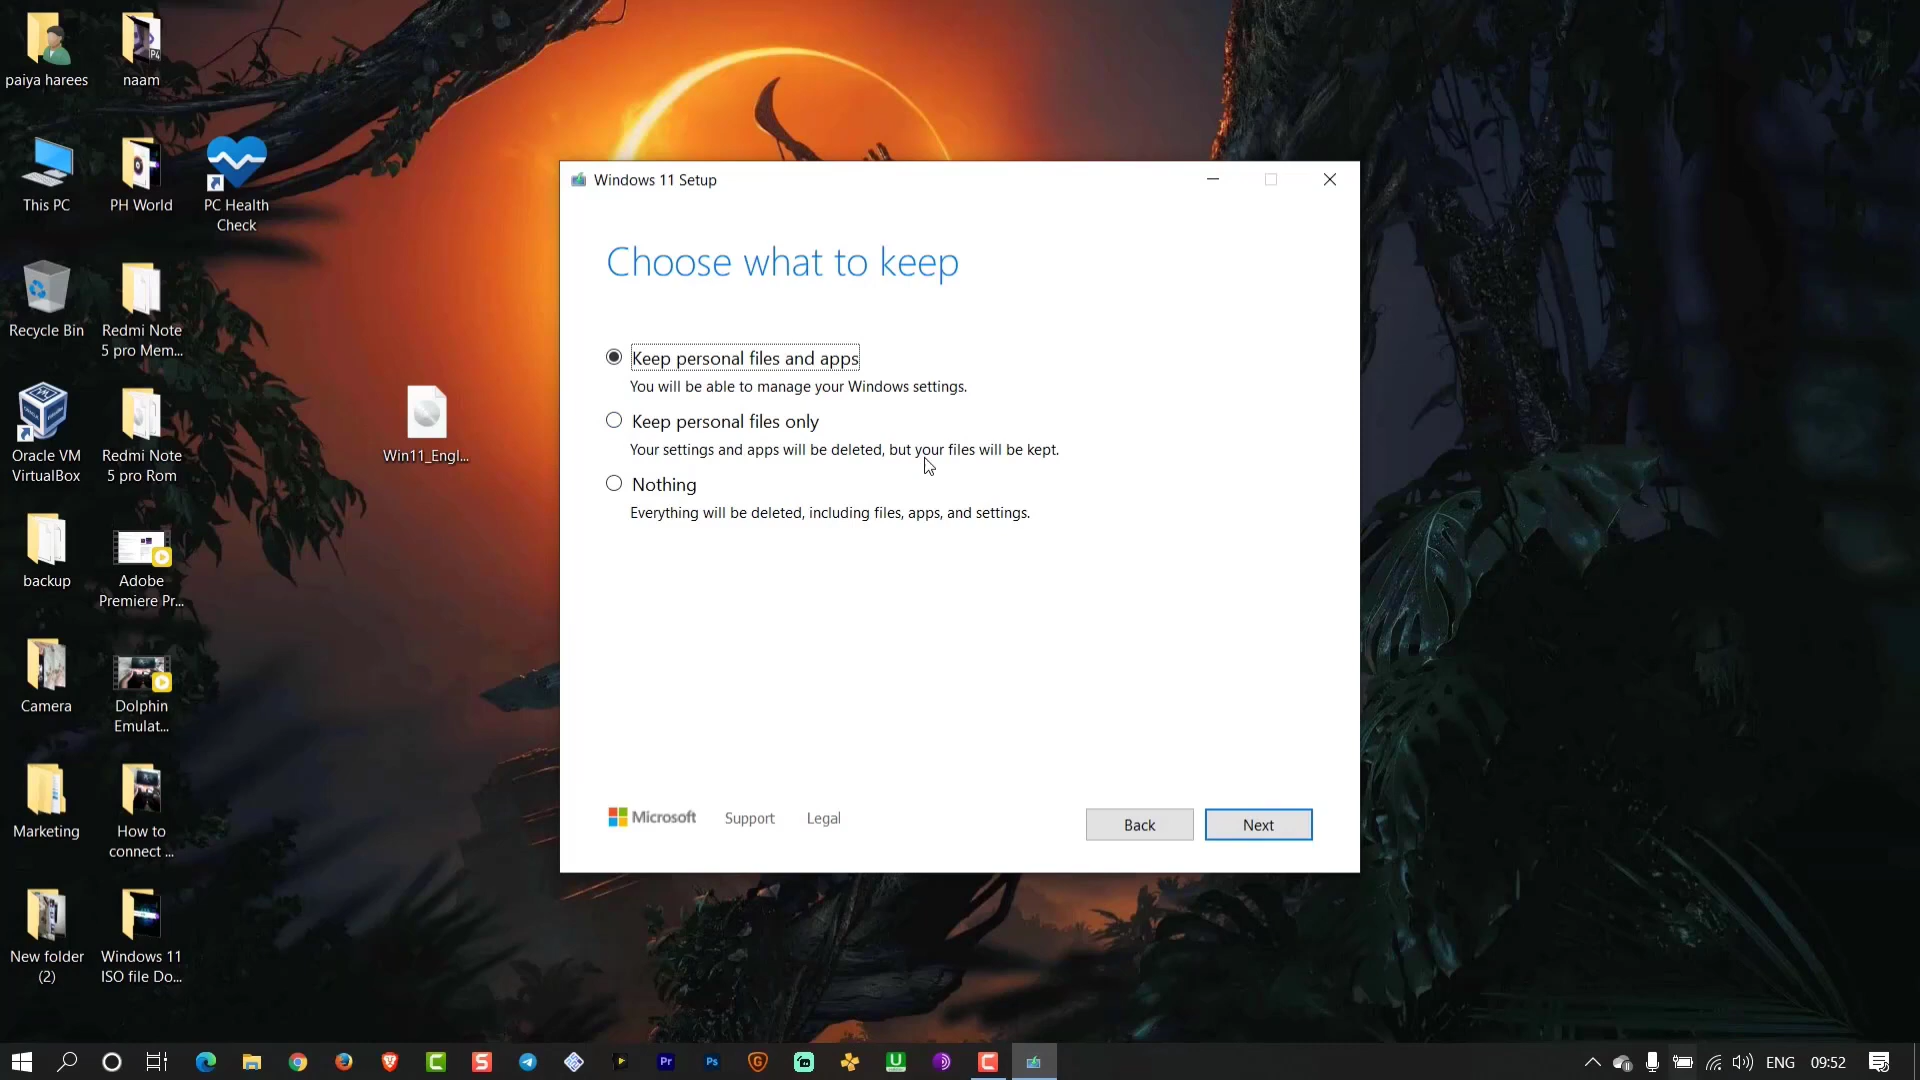 paiya harees
naam
This PC
PH World
PC Health
Check
Recycle Bin
Redmi Note
5 pro Mem...
Oracle VM
VirtualBox
Redmi Note
5 pro Rom
Win11_Engl...
backup
Adobe
Premiere Pr...
Camera
Dolphin
Emulat...
Marketing
How to
connect ...
New folder
(2)
Windows 11
ISO file Do...
Windows 11 Setup
Choose what to keep
Keep personal files and apps
You will be able to manage your Windows settings.
Keep personal files only
Your settings and apps will be deleted, but your files will be kept.
Nothing
Everything will be deleted, including files, apps, and settings.
Microsoft
Support
Legal
Back
Next
Pr
Ps
ENG
09:52